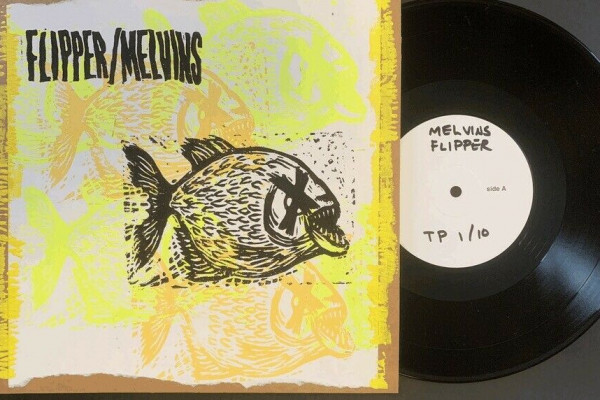 FLIPPER/MELVINS
MELVINS
FLIPPER
side A
TP 1/10